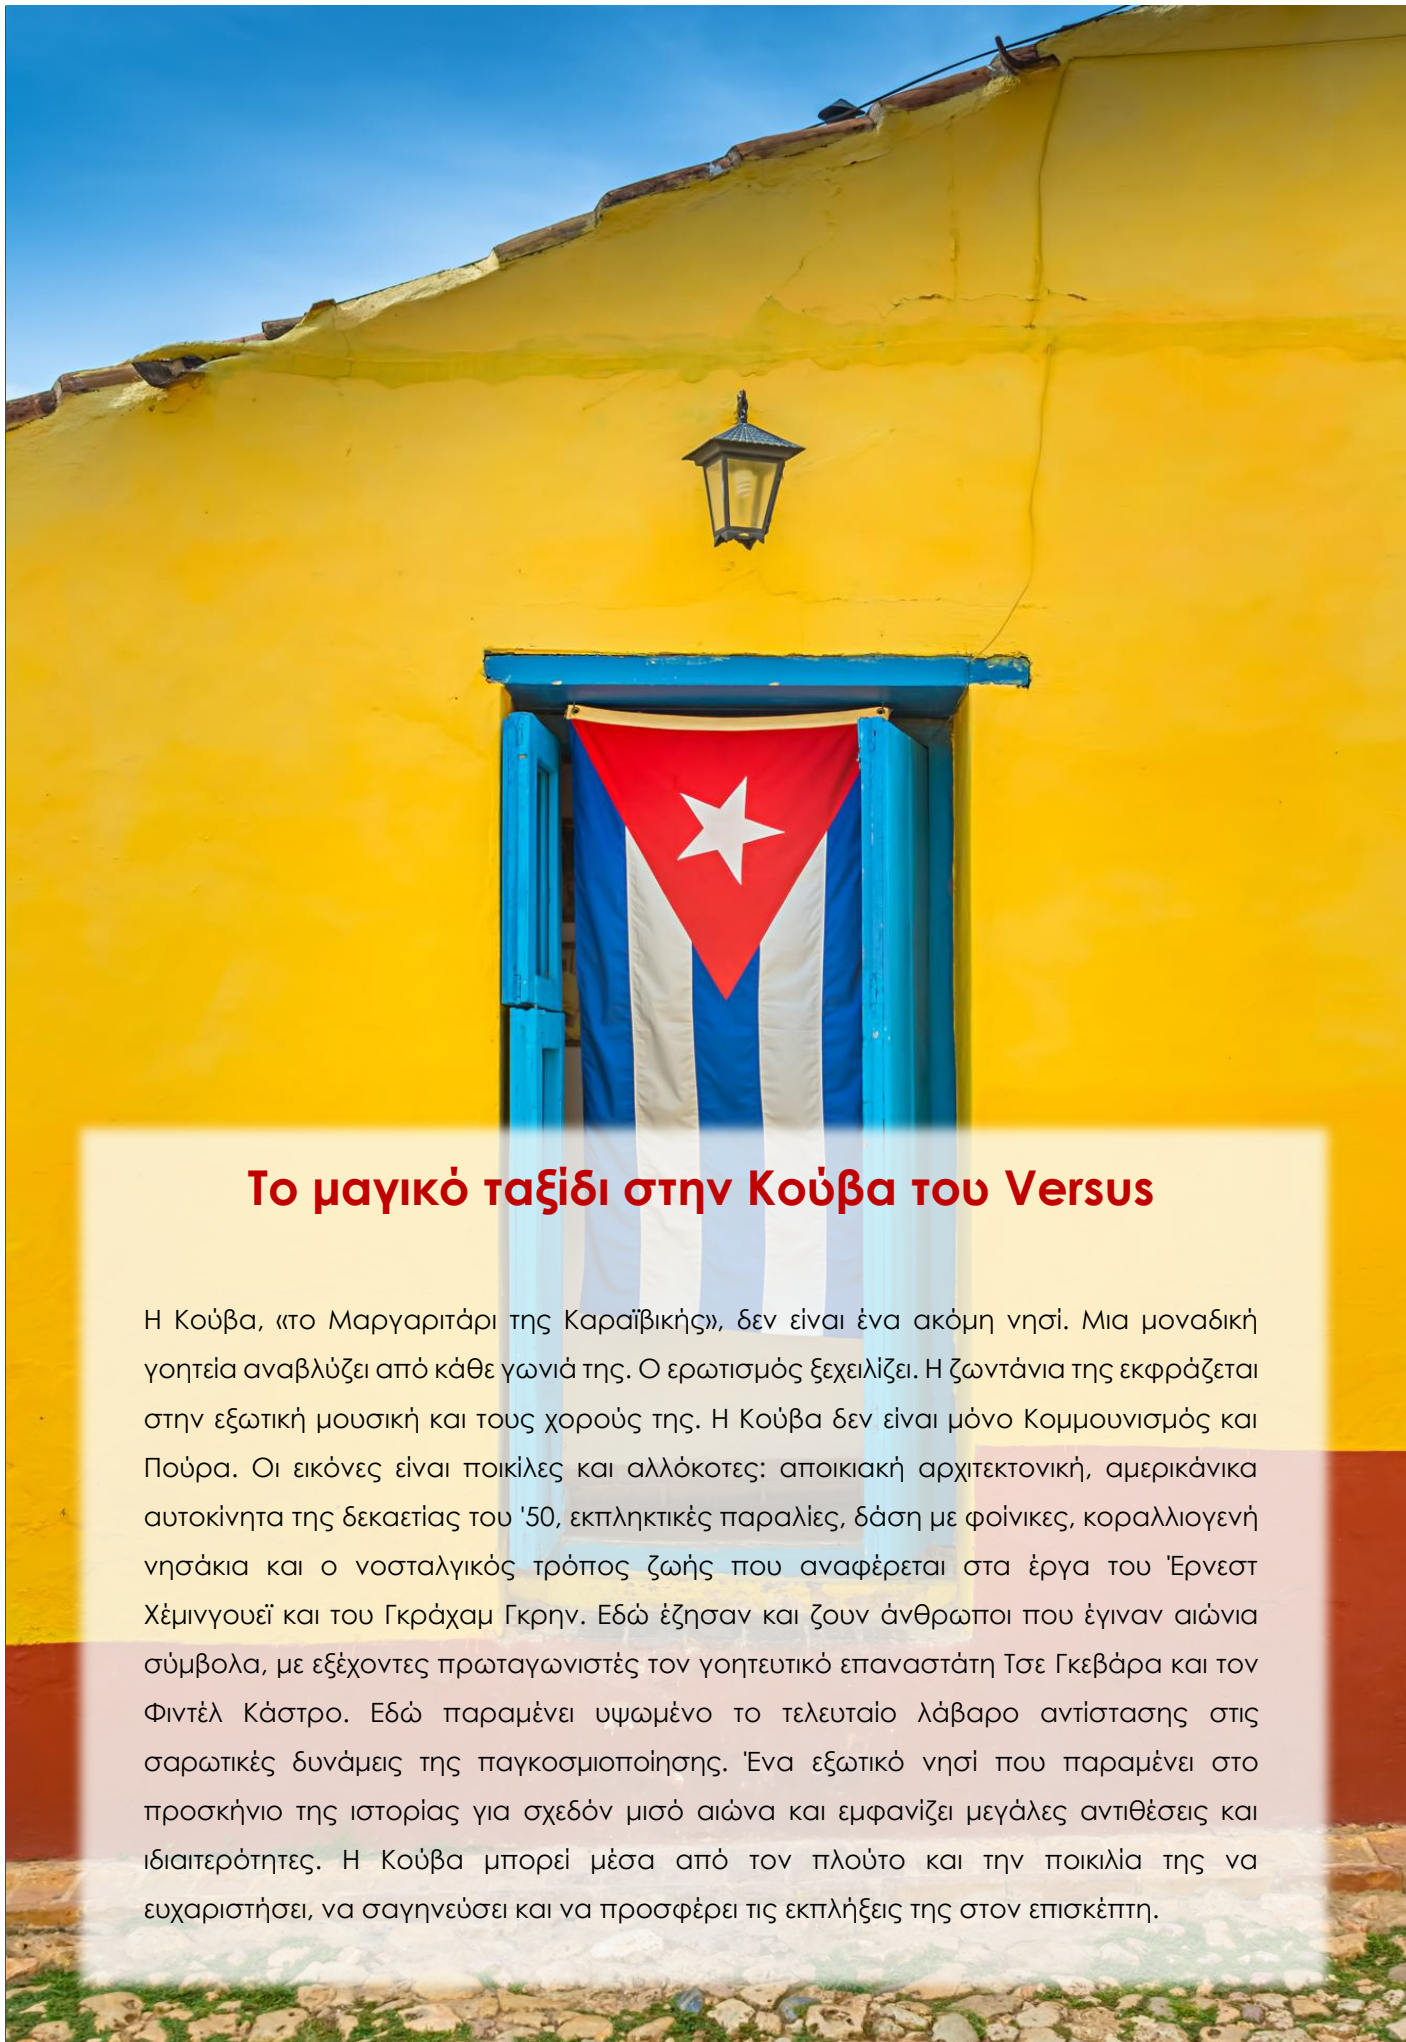 Το μαγικό ταξίδι στην Κούβα του Versus
Η Κούβα, «το Μαργαριτάρι της Καραϊβικής», δεν είναι ένα ακόμη νησί. Μια μοναδική
γοητεία αναβλύζει από κάθε γωνιά της. Ο ερωτισμός ξεχειλίζει. Η ζωντάνια της εκφράζεται
στην εξωτική μουσική και τους χορούς της. Η Κούβα δεν είναι μόνο Κομμουνισμός και
Πούρα. Οι εικόνες είναι ποικίλες και αλλόκοτες: αποικιακή αρχιτεκτονική, αμερικάνικα
αυτοκίνητα της δεκαετίας του '50, εκπληκτικές παραλίες, δάση με φοίνικες, κοραλλιογενή
νησάκια και ο νοσταλγικός τρόπος ζωής που αναφέρεται στα έργα του Έρνεστ
Χέμινγουεϊ και του Γκράχαμ Γκρην. Εδώ έζησαν και ζουν άνθρωποι που έγιναν αιώνια
σύμβολα, με εξέχοντες πρωταγωνιστές τον γοητευτικό επαναστάτη Τσε Γκεβάρα και τον
Φιντέλ Κάστρο. Εδώ παραμένει υψωμένο το τελευταίο λάβαρο αντίστασης στις
σαρωτικές δυνάμεις της παγκοσμιοποίησης. Ένα εξωτικό νησί που παραμένει στο
προσκήνιο της ιστορίας για σχεδόν μισό αιώνα και εμφανίζει μεγάλες αντιθέσεις και
ιδιαιτερότητες. Η Κούβα μπορεί μέσα από τον πλούτο και την ποικιλία της να
ευχαριστήσει, να σαγηνεύσει και να προσφέρει τις εκπλήξεις της στον επισκέπτη.